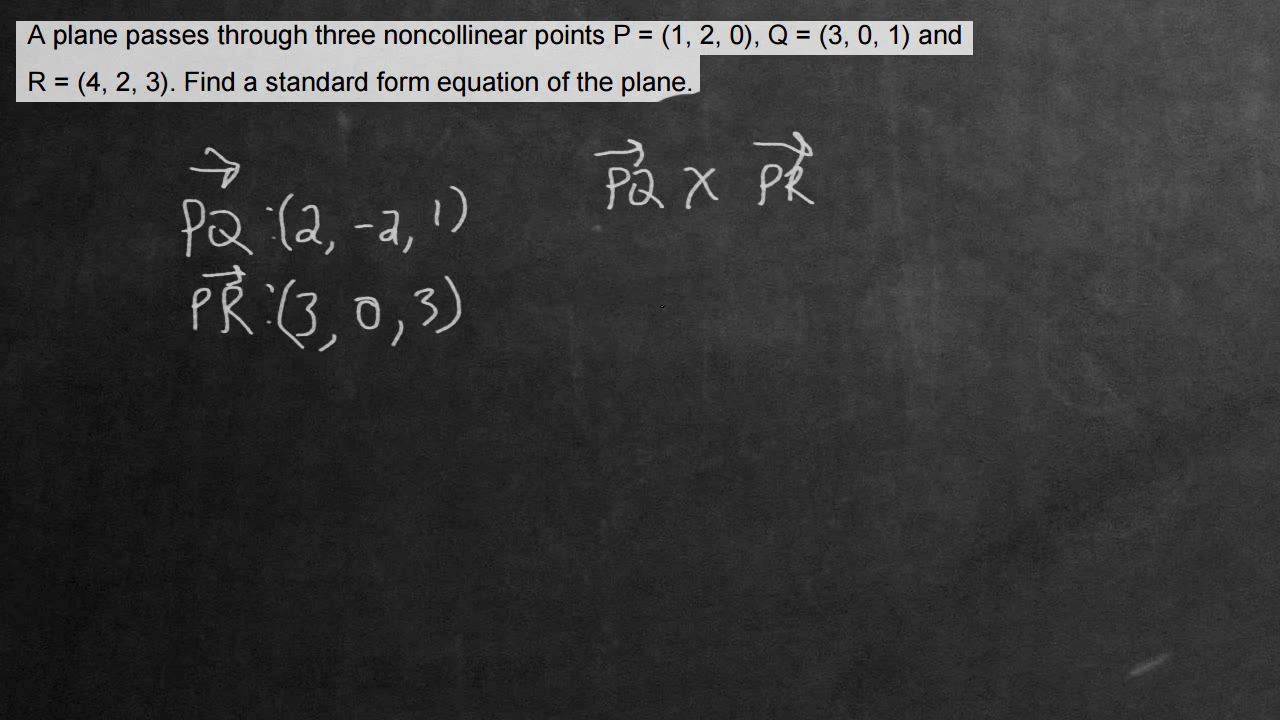 A plane passes through three noncollinear points P = (1, 2, 0), Q = (3, 0, 1) and
R = (4, 2, 3). Find a standard form equation of the plane.
PQ :(2, -2, 1)
PR :(3, 0, 3)
PQ X PR